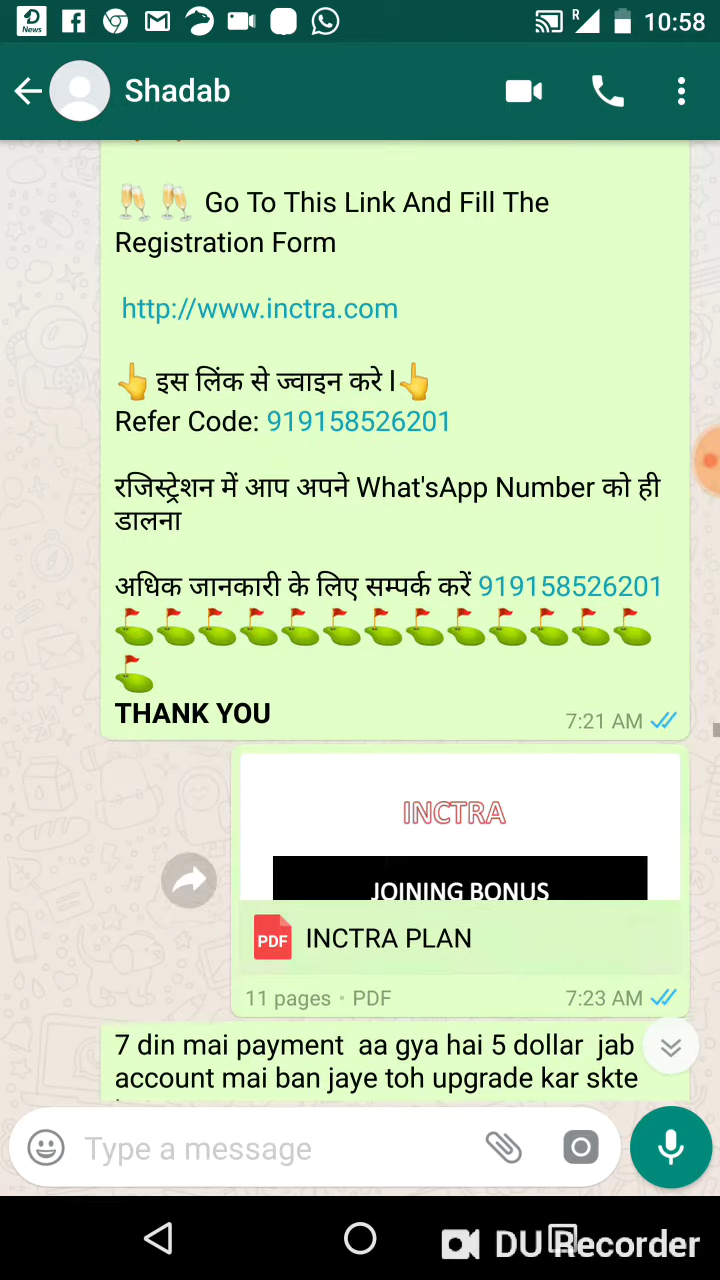 News
R
10:58
Shadab
Go To This Link And Fill The
Registration Form
http://www.inctra.com
इस लिंक से ज्वाइन करे l
Refer Code: 919158526201
रजिस्ट्रेशन में आप अपने What'sApp Number को ही
डालना
अधिक जानकारी के लिए सम्पर्क करें 919158526201
THANK YOU
7:21 AM
INCTRA
JOINING BONUS
PDF INCTRA PLAN
11 pages • PDF 7:23 AM
7 din mai payment aa gya hai 5 dollar jab
account mai ban jaye toh upgrade kar skte
Type a message
DU Recorder